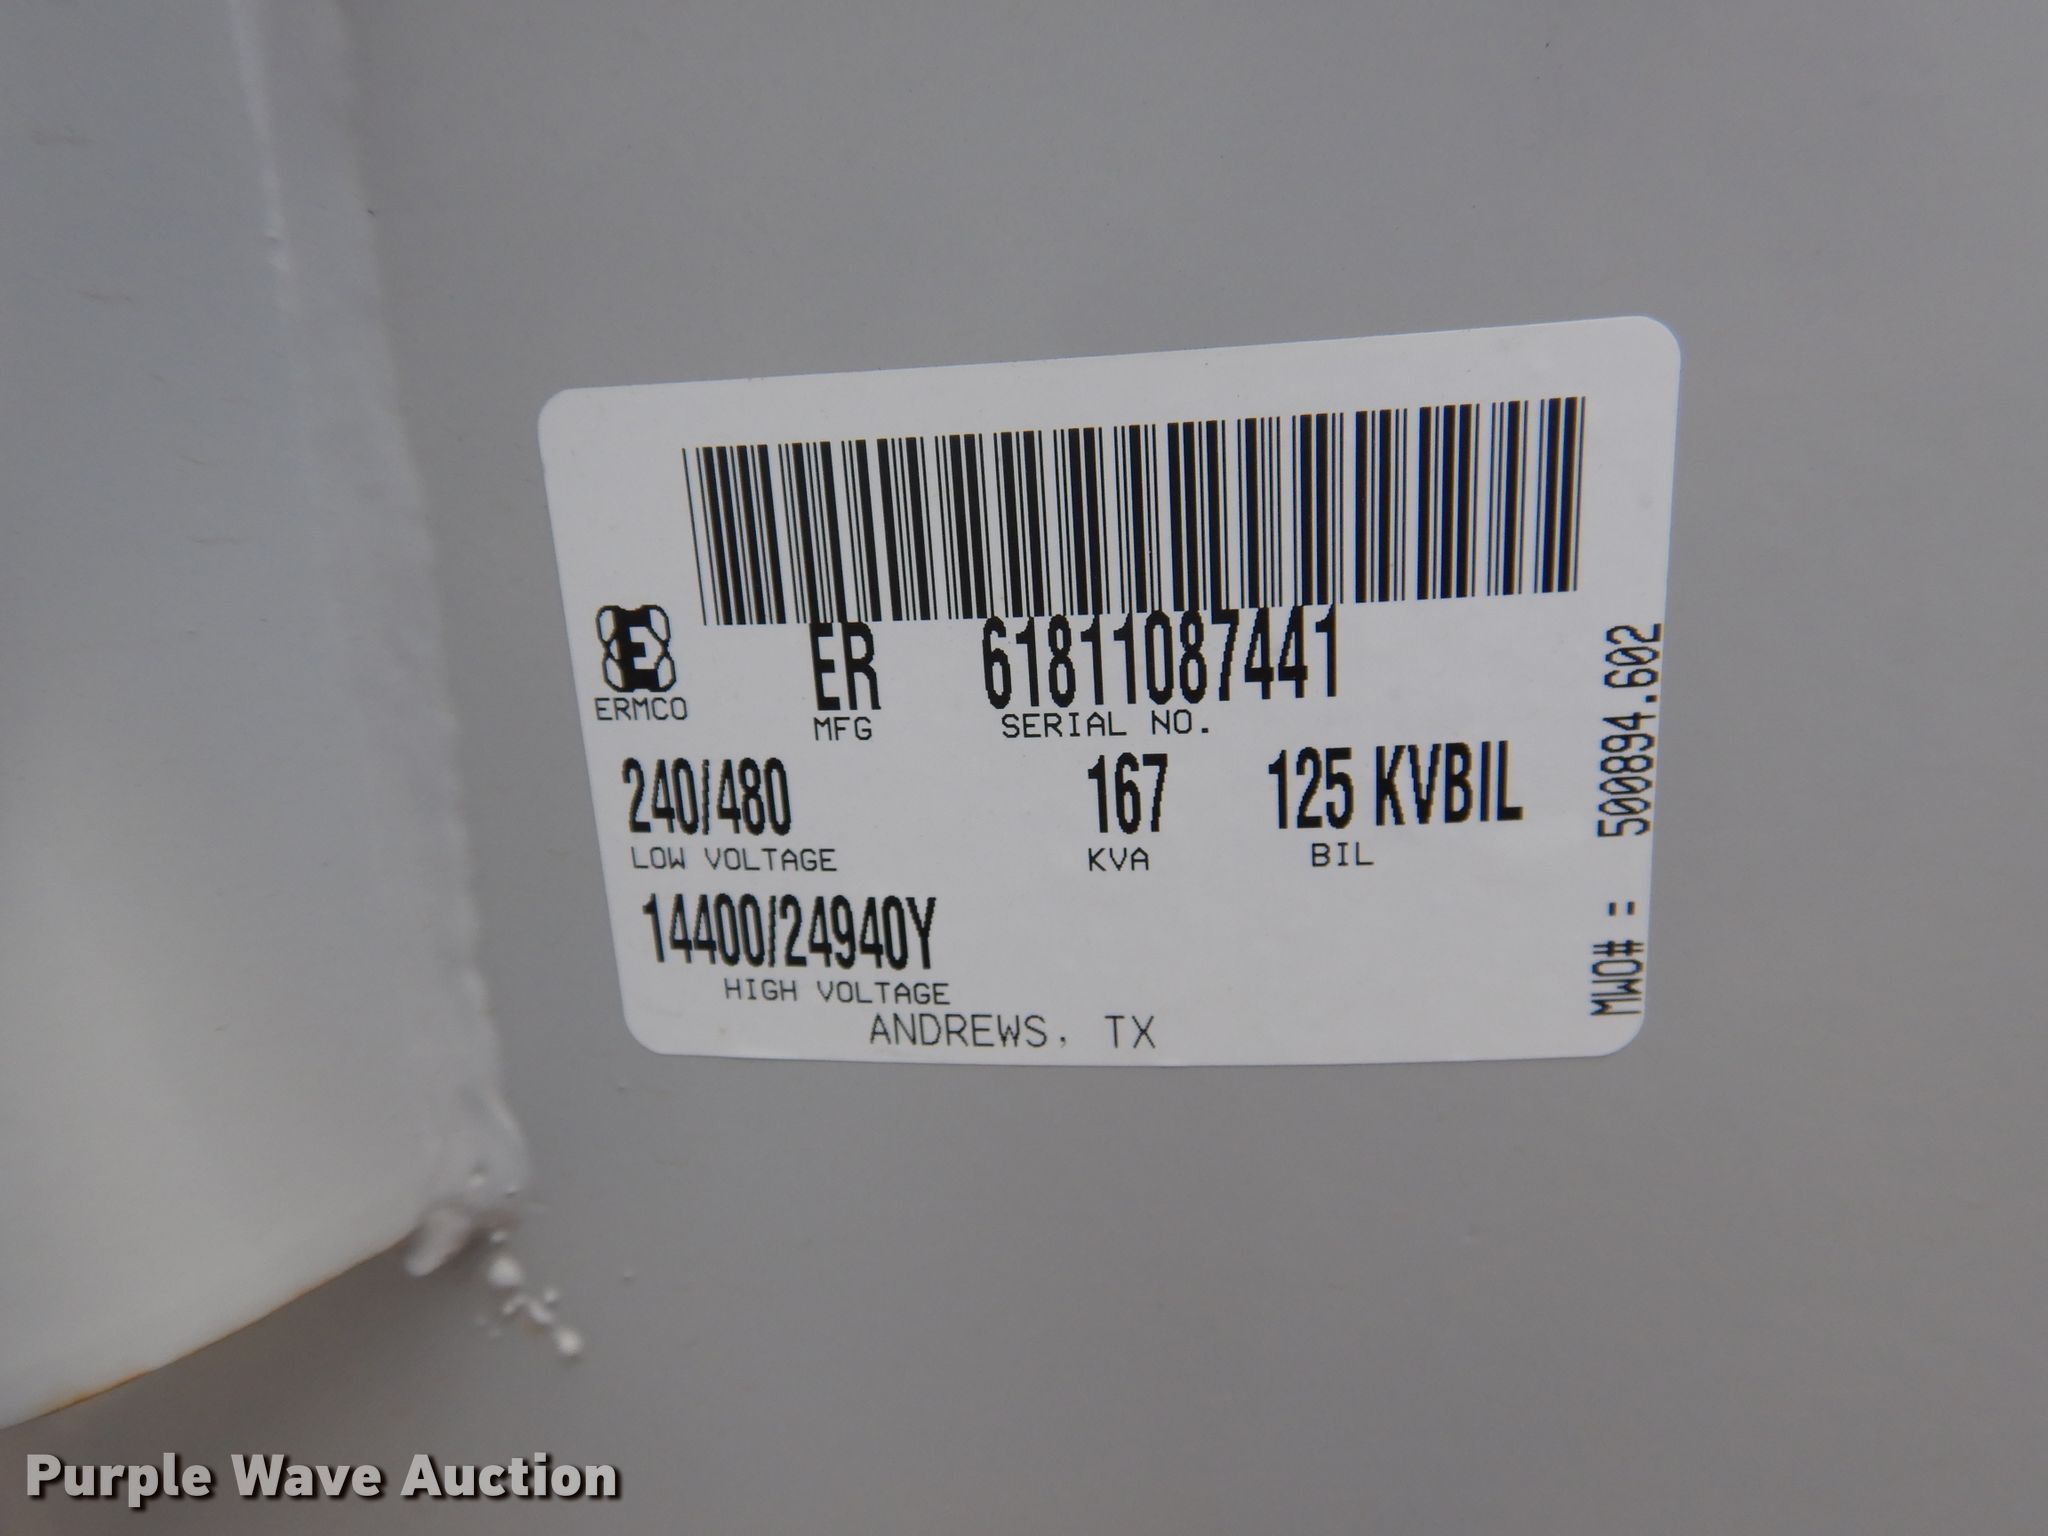 E
ERMCO
ER 61811087441
MFG SERIAL NO.
240/480 167 125 KVBIL
LOW VOLTAGE KVA BIL
14400/24940Y
HIGH VOLTAGE
ANDREWS, TX
MWO# : 500894.602
Purple Wave Auction